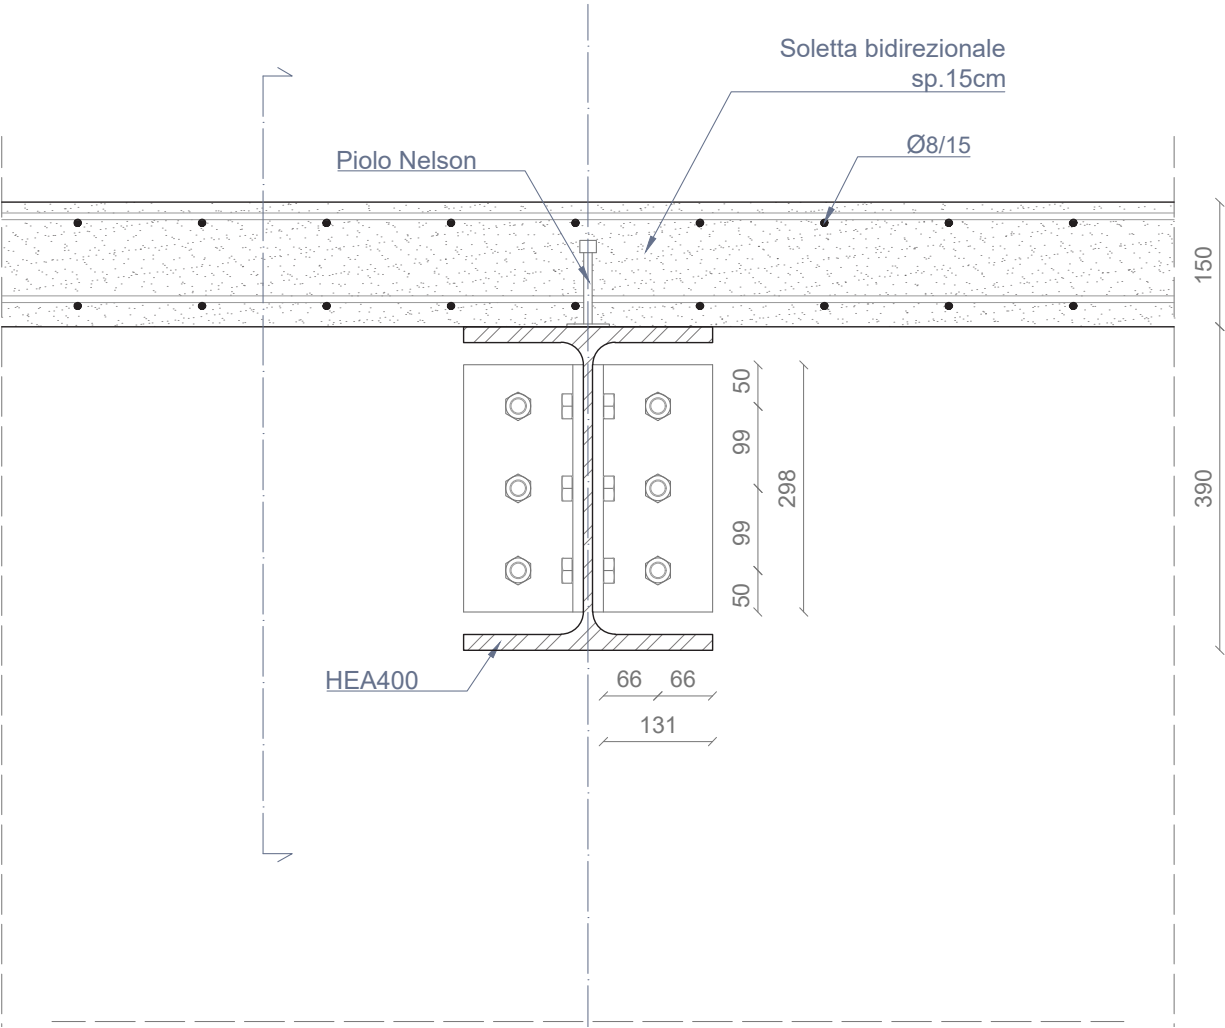 Soletta bidirezionale
sp.15cm
Ø8/15
Piolo Nelson
150
390
50
99
99
50
298
HEA400
66
66
131